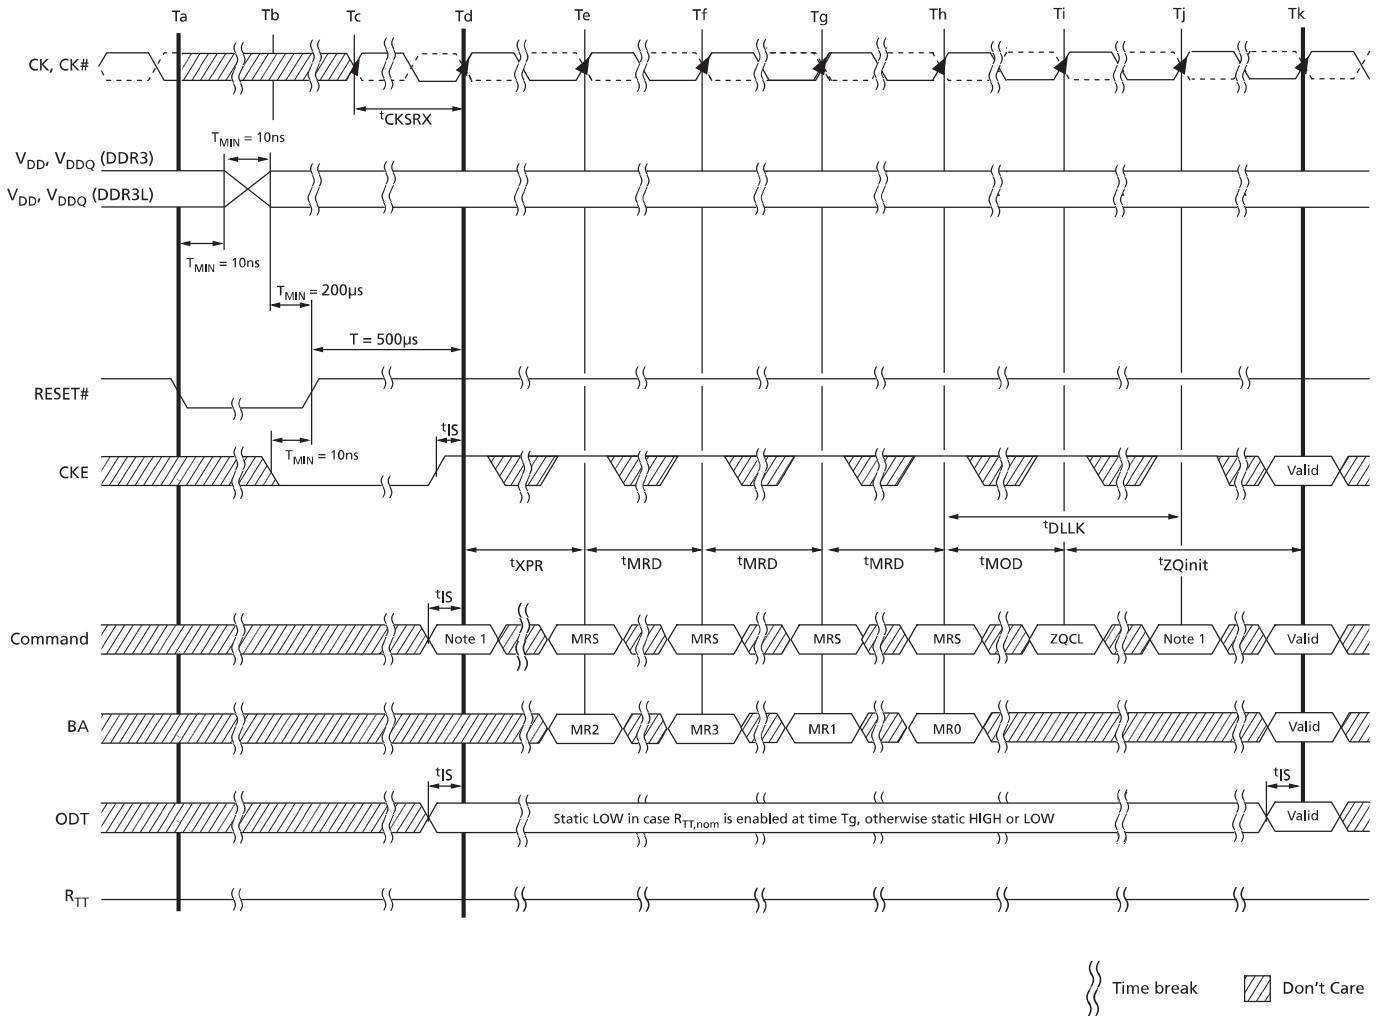 Ta Tb Tc Td Te Tf Tg Th Ti Tj Tk
CK, CK#
tCKSRX
TMIN = 10ns
VDD, VDDQ (DDR3)
VDD, VDDQ (DDR3L)
TMIN = 10ns
TMIN = 200µs
T = 500µs
RESET#
tIS
TMIN = 10ns
CKE
Valid
tDLLK
tXPR tMRD tMRD tMRD tMOD tZQinit
tIS
Command Note 1 MRS MRS MRS MRS ZQCL Note 1 Valid
BA MR2 MR3 MR1 MR0 Valid
tIS tIS
ODT Static LOW in case RTT,nom is enabled at time Tg, otherwise static HIGH or LOW Valid
RTT
Time break Don't Care